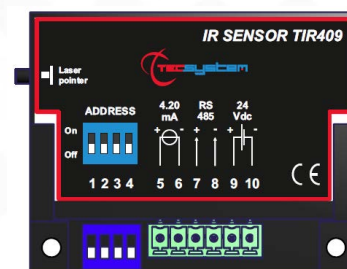 IR SENSOR TIR409
TECSYSTEM
Laser
pointer
ADDRESS
4.20
mA
RS
485
24
Vdc
On
Off
+ - + - + -
1 2 3 4 5 6 7 8 9 10
CE